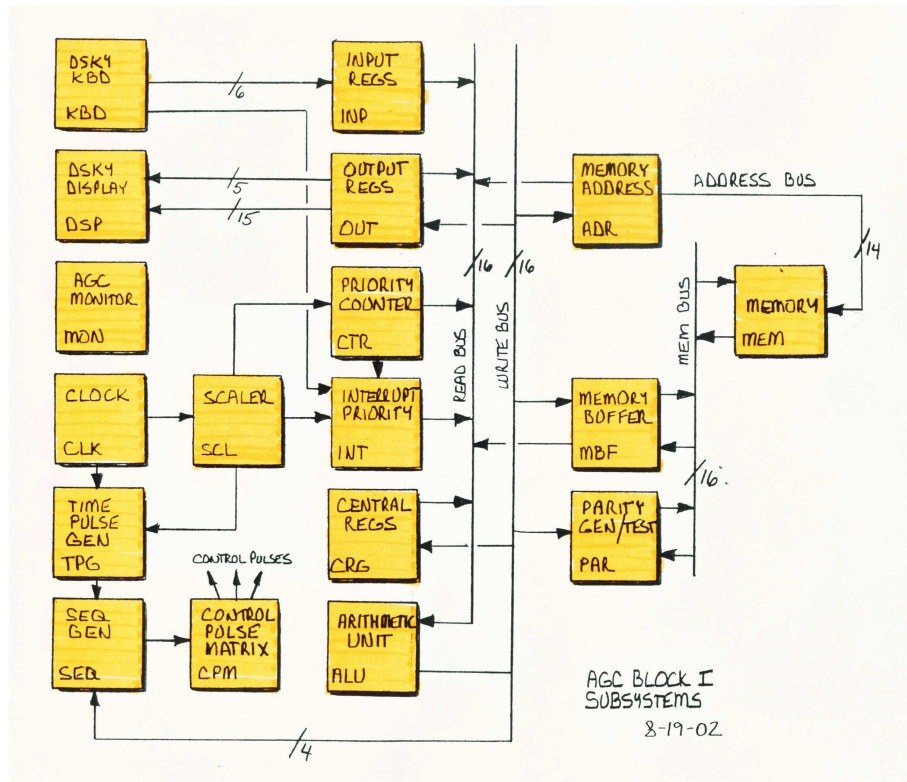 DSKY
KBD
KBD
6
INPUT
REGS
INP
DSKY
DISPLAY
DSP
5
15
OUTPUT
REGS
OUT
MEMORY
ADDRESS
ADR
ADDRESS BUS
14
16
16
AGC
MONITOR
MON
PRIORITY
COUNTER
CTR
READ BUS
WRITE BUS
MEM BUS
MEMORY
MEM
CLOCK
CLK
SCALER
SCL
INTERRUPT
PRIORITY
INT
MEMORY
BUFFER
MBF
16
TIME
PULSE
GEN
TPG
CONTROL PULSES
CENTRAL
REGS
CRG
PARITY
GEN/TEST
PAR
SEQ
GEN
SEQ
CONTROL
PULSE
MATRIX
CPM
ARITHMETIC
UNIT
ALU
4
AGC BLOCK I
SUBSYSTEMS
8-19-02